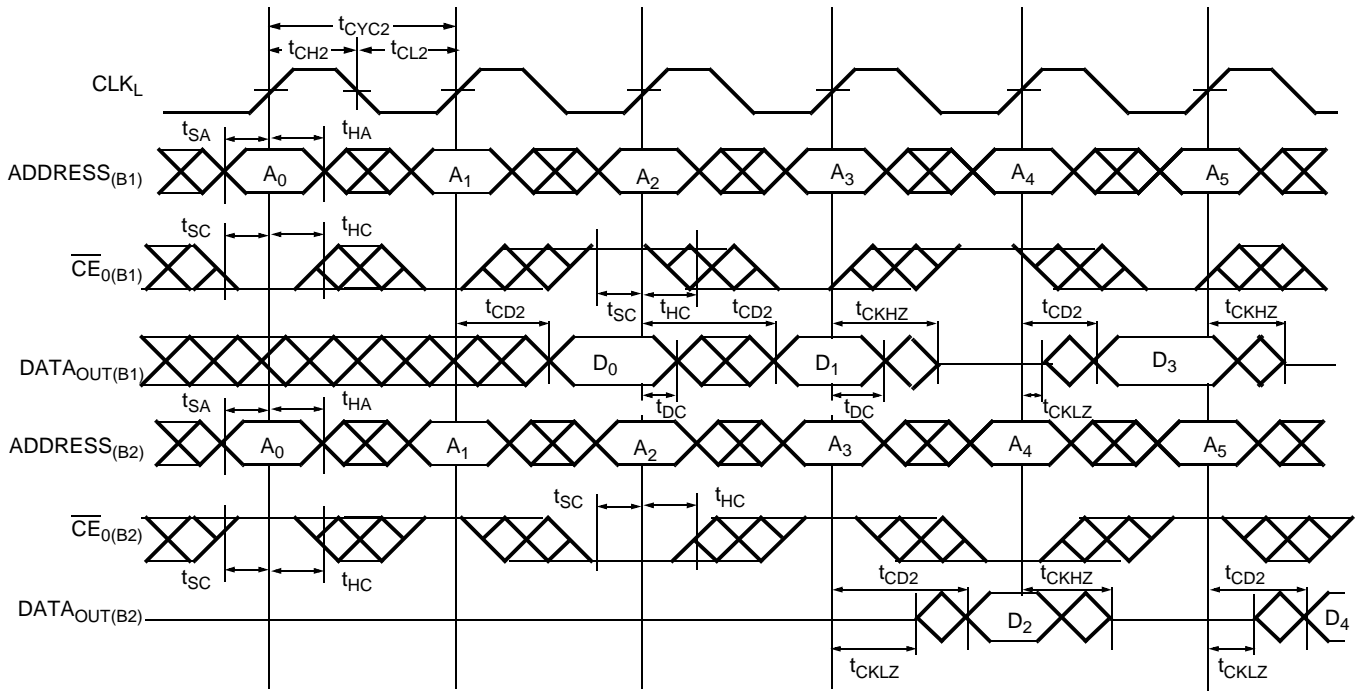 tCYC2
tCH2 tCL2
CLKL
tSA tHA
ADDRESS(B1) A0 A1 A2 A3 A4 A5
tSC tHC
CE0(B1)
tCD2 tSC tHC tCD2 tCKHZ tCD2 tCKHZ
DATAOUT(B1) D0 D1 D3
tSA tHA tDC tDC tCKLZ
ADDRESS(B2) A0 A1 A2 A3 A4 A5
tSC tHC
CE0(B2)
tSC tHC tCD2 tCKHZ tCD2
DATAOUT(B2) D2 D4
tCKLZ tCKLZ